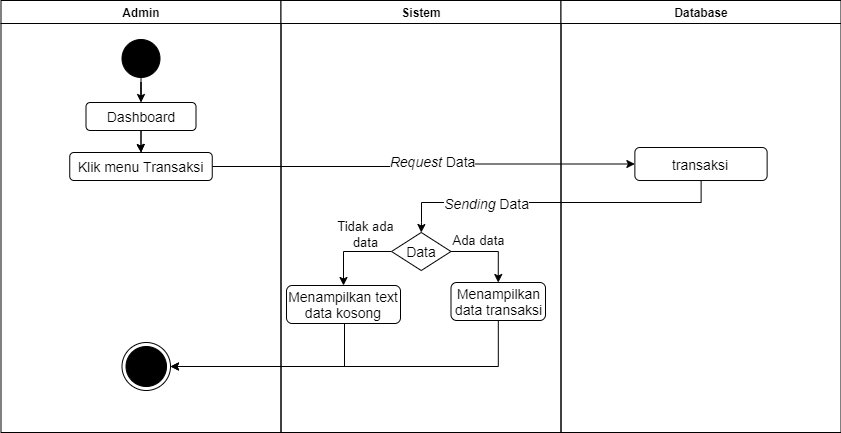 Admin
Sistem
Database
Dashboard
Klik menu Transaksi
Request Data
transaksi
Sending Data
Tidak ada
data
Data
Ada data
Menampilkan text
data kosong
Menampilkan
data transaksi